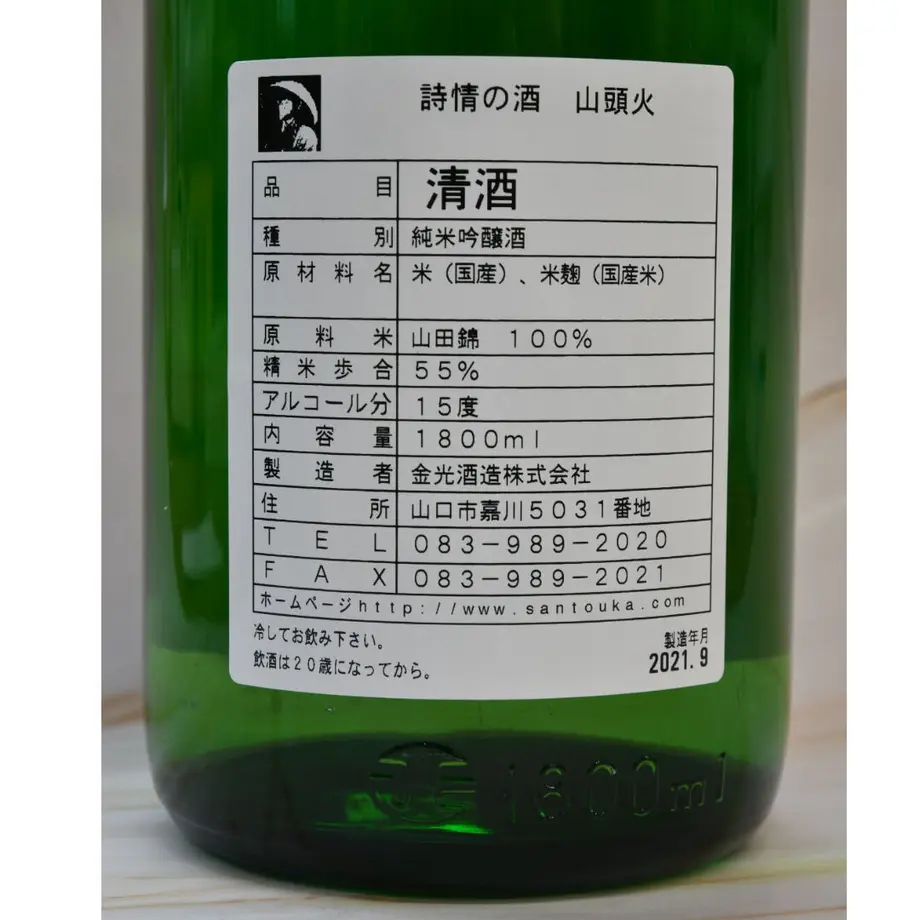 詩情の酒　山頭火
品目 清酒
種別 純米吟醸酒
原材料名 米（国産）、米麹（国産米）
原料米 山田錦　１００％
精米歩合 ５５％
アルコール分 １５度
内容量 １８００ｍｌ
製造者 金光酒造株式会社
住所 山口市嘉川５０３１番地
ＴＥＬ ０８３－９８９－２０２０
ＦＡＸ ０８３－９８９－２０２１
ホームページｈｔｔｐ：／／ｗｗｗ．ｓａｎｔｏｕｋａ．ｃｏｍ
冷してお飲み下さい。
飲酒は２０歳になってから。
製造年月
2021. 9
1800ml